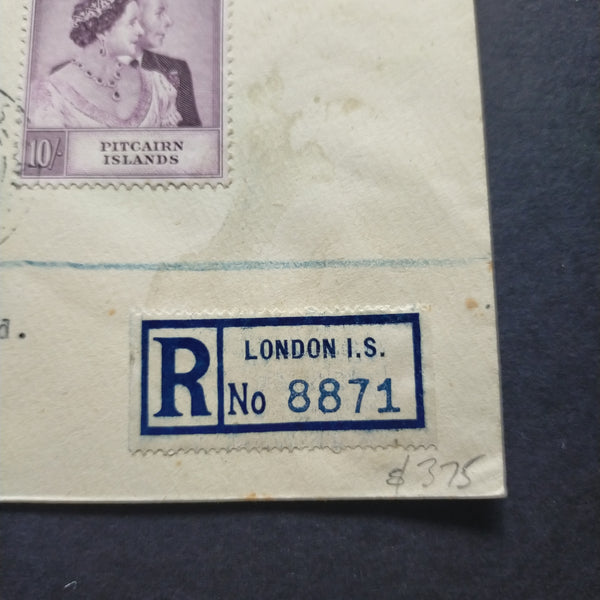 10/-
PITCAIRN
ISLANDS
d.
R
LONDON I.S.
No 8871
$375